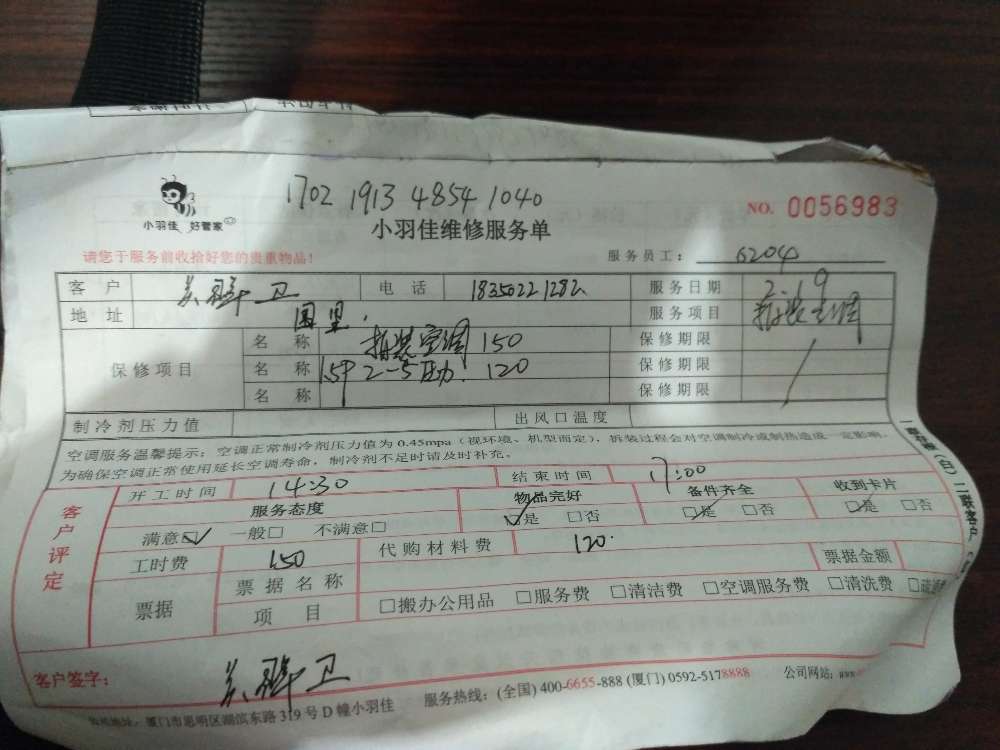 1702 1913 4854 1040
小羽佳 好管家
NO. 0056983
小羽佳维修服务单
请您于服务前收拾好您的贵重物品!
服务员工: 6204
客 户 电 话 服务日期 2. 9
地 址 围里. 服务项目 拆装空调
保修项目 名 称 拆装空调 150 保修期限
名 称 120 保修期限
名 称 保修期限
制冷剂压力值 出风口温度
空调服务温馨提示: 空调正常制冷剂压力值为 0.45mpa (视环境、机型而定), 拆装过程会对空调制冷或制热造成一定影响,
为确保空调正常使用延长空调寿命, 制冷剂不足时请及时补充。
客户评定
开工时间 14:30 结束时间 17:00
服务态度 物品完好 备件齐全 收到卡片
满意☑ 一般□ 不满意□ ☑是 □否 ☑是 □否 ☑是 □否
工时费 150 代购材料费 120. 票据金额
票据 票据名称
项 目 □搬办公用品 □服务费 □清洁费 □空调服务费 □清洗费
客户签字:
服务热线: (全国) 400-6655-888 (厦门) 0592-5178888 公司网站:
厦门市思明区湖滨东路 319 号 D 幢小羽佳